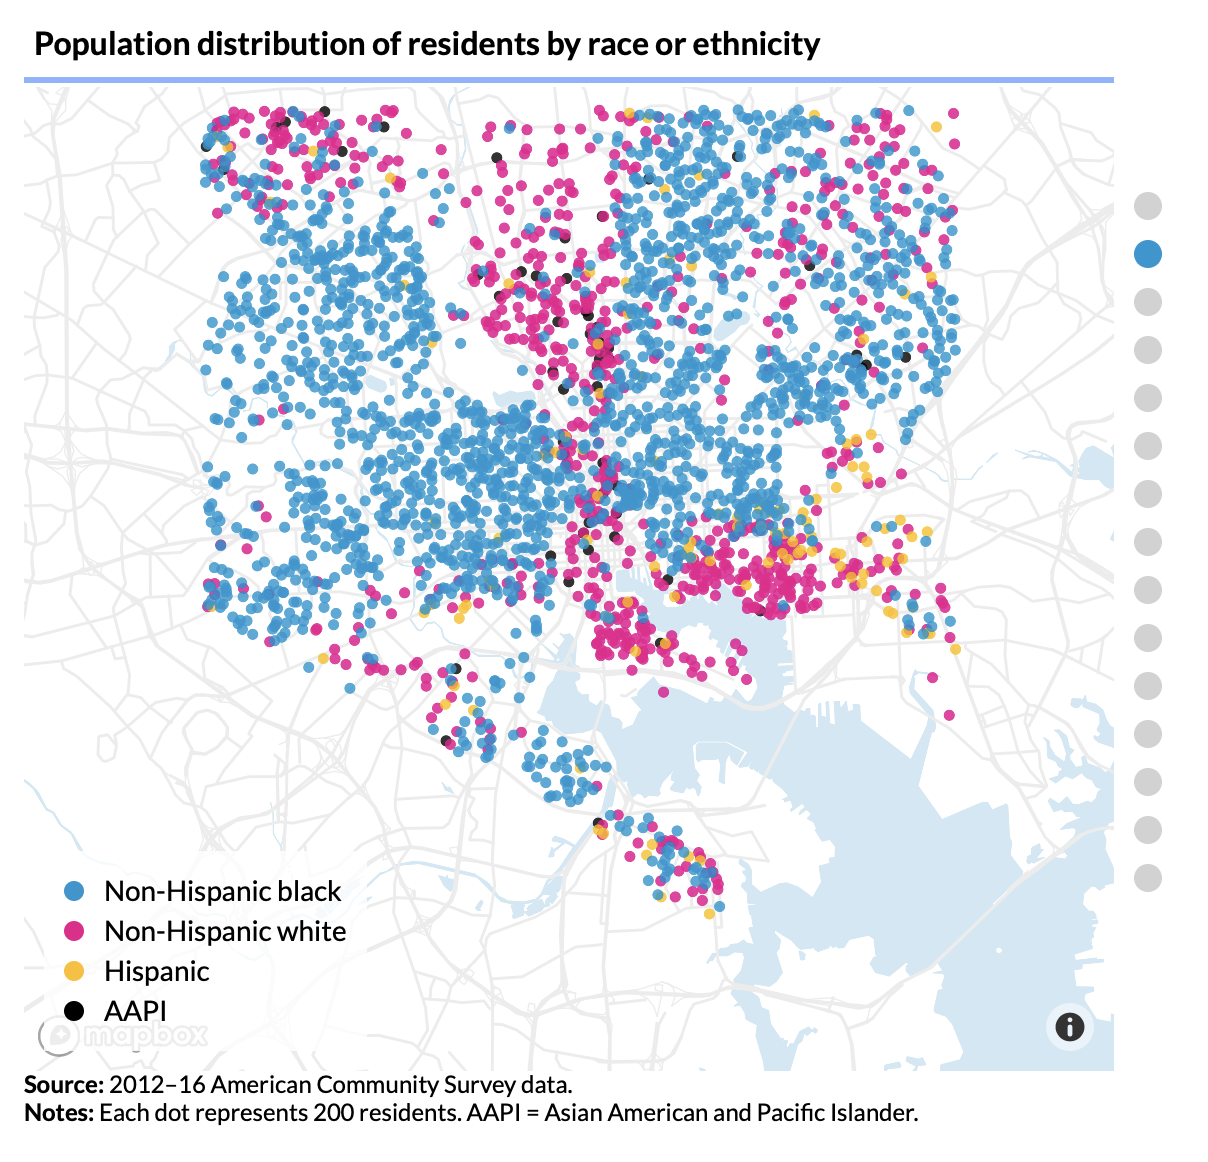 Population distribution of residents by race or ethnicity
Non-Hispanic black
Non-Hispanic white
Hispanic
AAPI
mapbox
Source: 2012–16 American Community Survey data.
Notes: Each dot represents 200 residents. AAPI = Asian American and Pacific Islander.